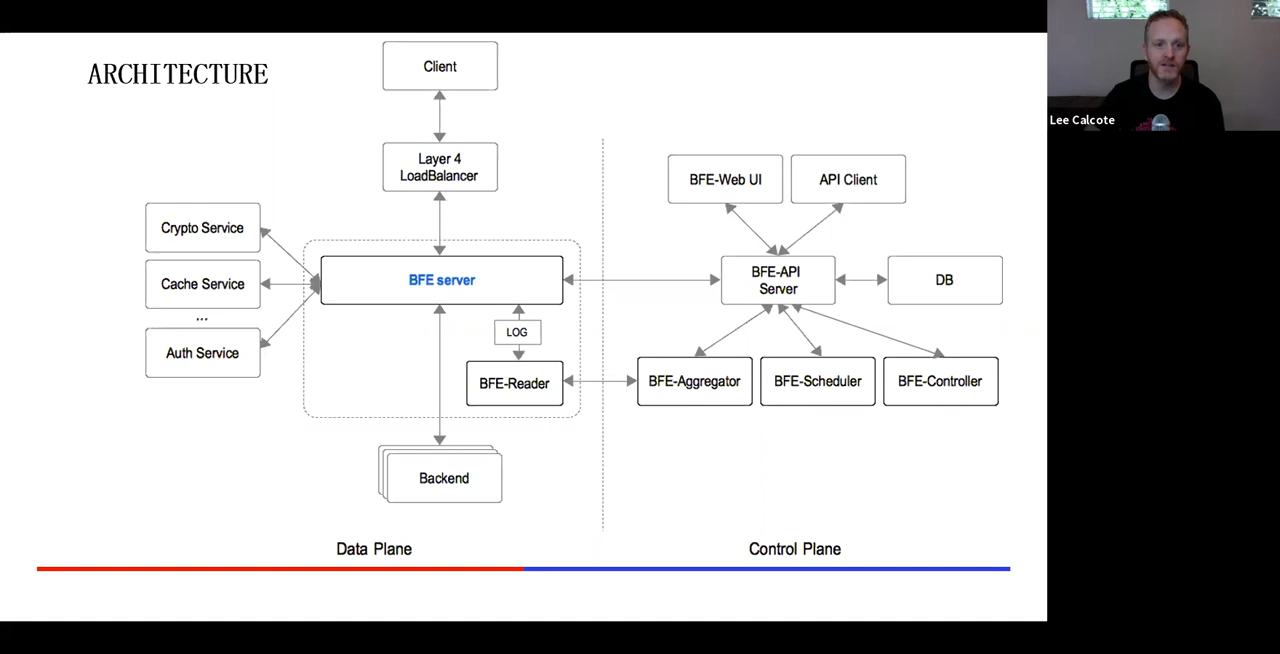 ARCHITECTURE
Client
Layer 4
LoadBalancer
Crypto Service
Cache Service
...
Auth Service
BFE server
LOG
BFE-Reader
Backend
BFE-Web UI
API Client
BFE-API
Server
DB
BFE-Aggregator
BFE-Scheduler
BFE-Controller
Data Plane
Control Plane
Lee Calcote